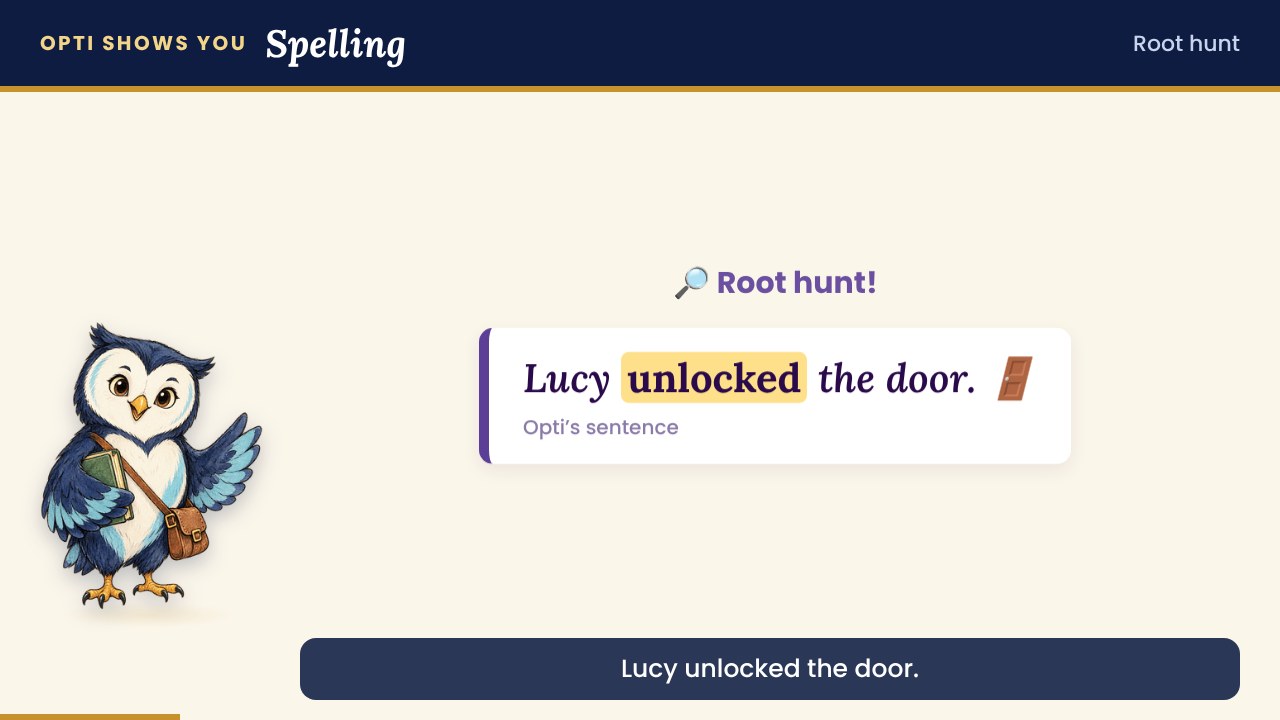 OPTI SHOWS YOU Spelling
Root hunt
Root hunt!
Lucy unlocked the door.
Opti’s sentence
Lucy unlocked the door.